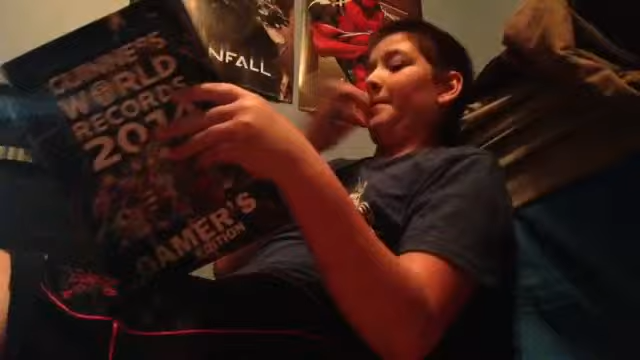 GUINNESS
WORLD
RECORDS
2014
GAMER'S
EDITION
NFALL